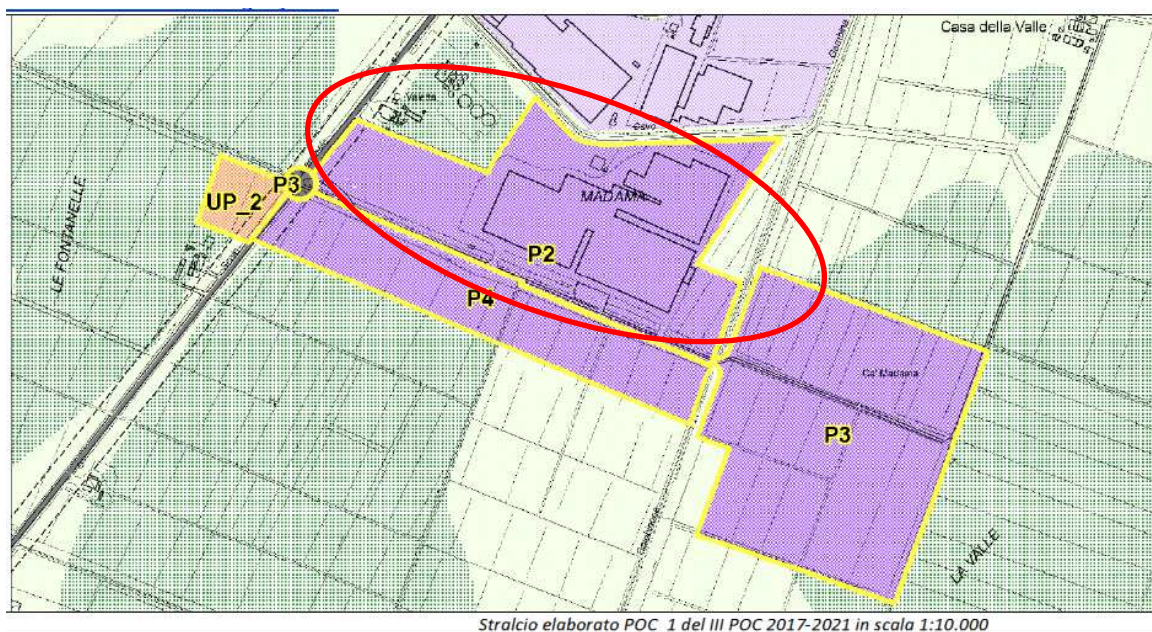 Casa della Valle
Cavo
MADAMA
LE FONTANELLE
P3
UP_2
P2
P4
Ca' Madama
P3
LA VALLE
Stralcio elaborato POC 1 del III POC 2017-2021 in scala 1:10.000